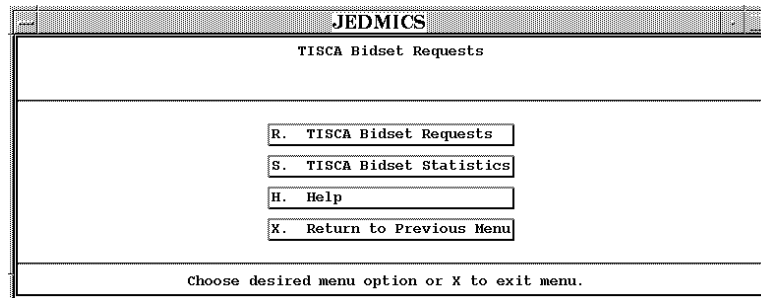 JEDMICS
TISCA Bidset Requests
R. TISCA Bidset Requests
S. TISCA Bidset Statistics
H. Help
X. Return to Previous Menu
Choose desired menu option or X to exit menu.